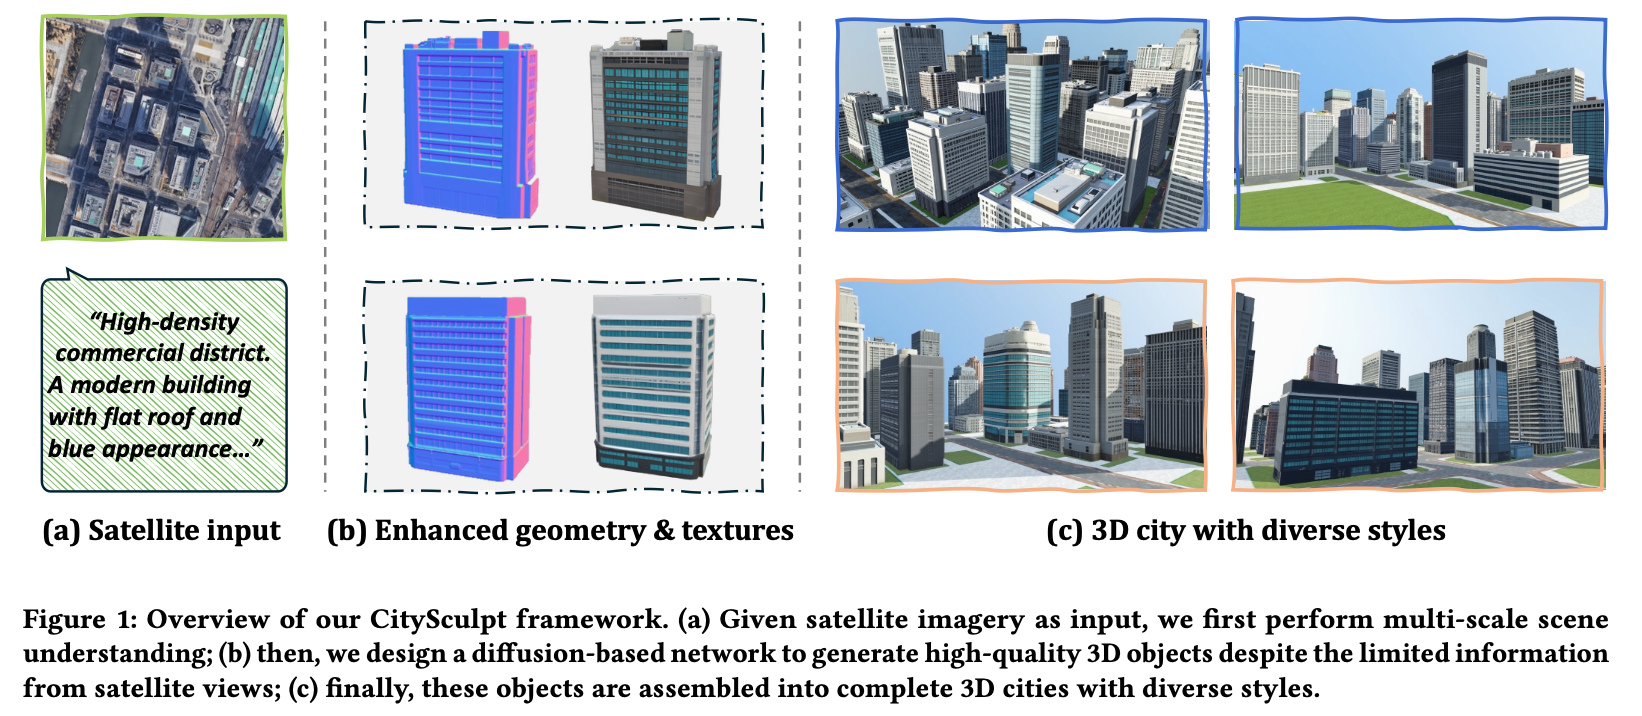 “High-density
commercial district.
A modern building
with flat roof and
blue appearance...”
(a) Satellite input
(b) Enhanced geometry & textures
(c) 3D city with diverse styles
Figure 1: Overview of our CitySculpt framework. (a) Given satellite imagery as input, we first perform multi-scale scene
understanding; (b) then, we design a diffusion-based network to generate high-quality 3D objects despite the limited information
from satellite views; (c) finally, these objects are assembled into complete 3D cities with diverse styles.